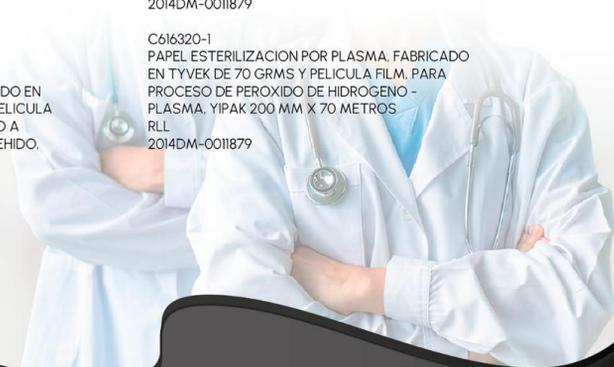 2014DM-0011879
C616320-1
PAPEL ESTERILIZACION POR PLASMA, FABRICADO
EN TYVEK DE 70 GRMS Y PELICULA FILM, PARA
PROCESO DE PEROXIDO DE HIDROGENO -
PLASMA, YIPAK 200 MM X 70 METROS
RLL
2014DM-0011879
DO EN
ELICULA
O A
EHIDO,